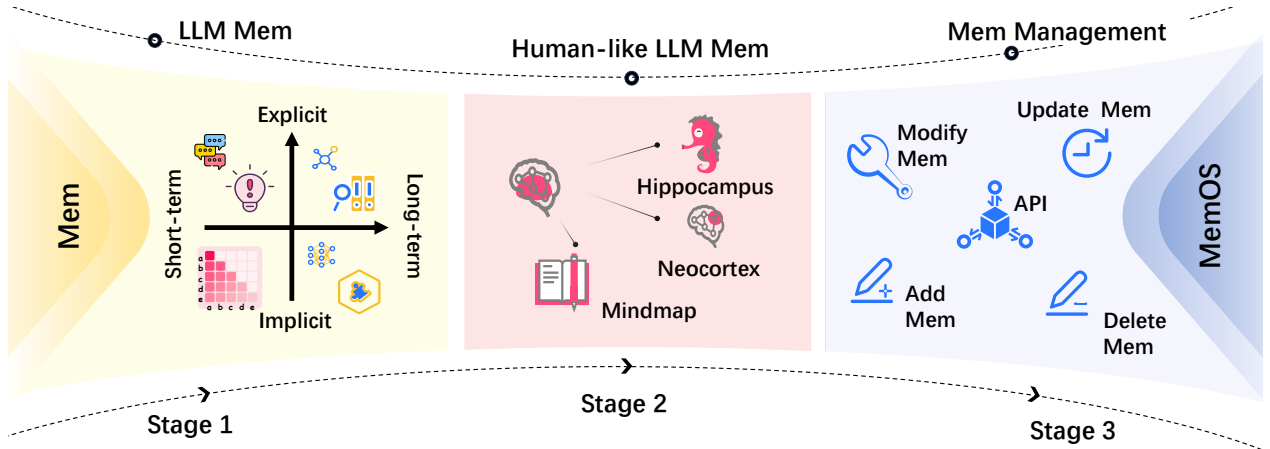 LLM Mem
Human-like LLM Mem
Mem Management
Mem
Short-term
Explicit
Long-term
Implicit
a
b
c
d
e
a b c d e
Hippocampus
Neocortex
Mindmap
Modify
Mem
Update Mem
API
Add
Mem
Delete
Mem
MemOS
Stage 1
Stage 2
Stage 3